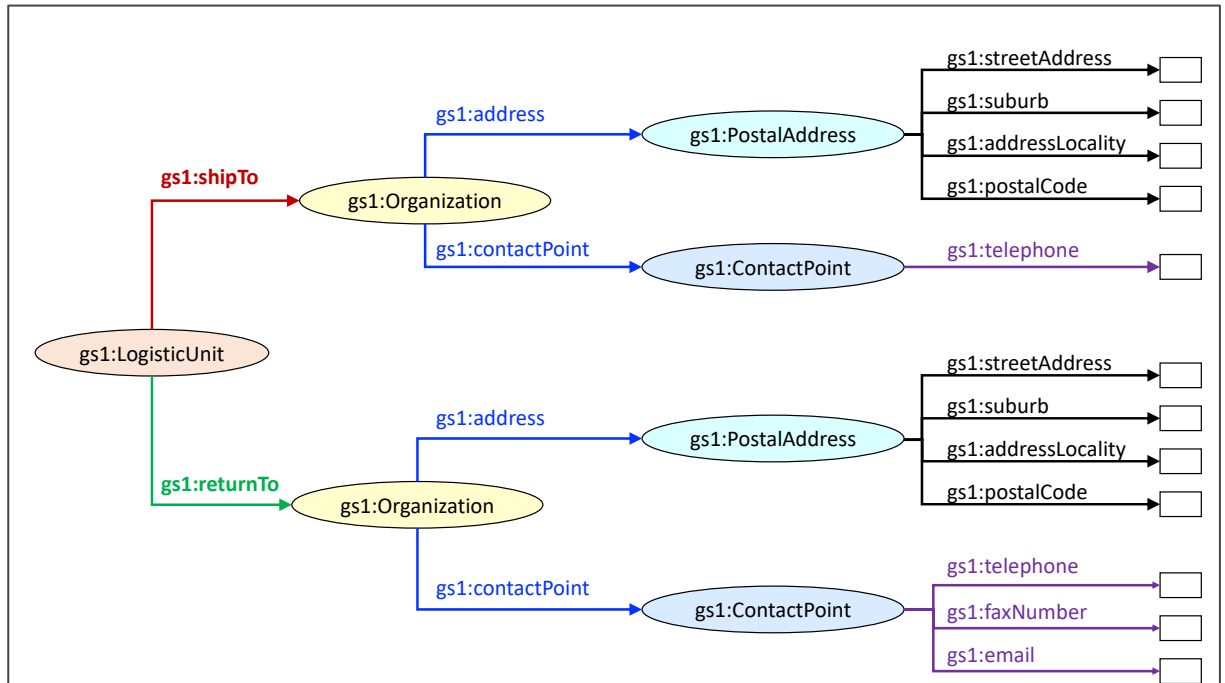 gs1:streetAddress
gs1:suburb
gs1:address
gs1:PostalAddress
gs1:addressLocality
gs1:postalCode
gs1:shipTo
gs1:Organization
gs1:contactPoint
gs1:ContactPoint
gs1:telephone
gs1:LogisticUnit
gs1:streetAddress
gs1:suburb
gs1:address
gs1:PostalAddress
gs1:addressLocality
gs1:postalCode
gs1:returnTo
gs1:Organization
gs1:contactPoint
gs1:ContactPoint
gs1:telephone
gs1:faxNumber
gs1:email